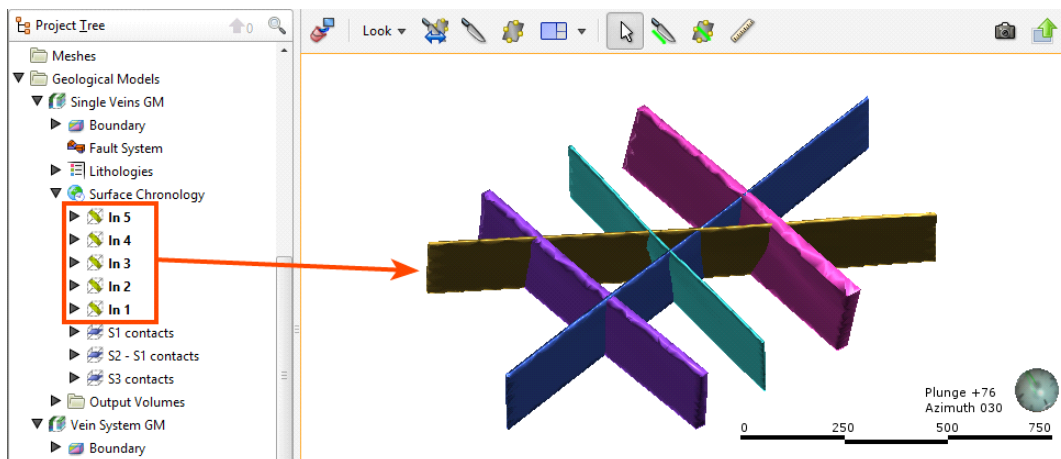 Project Tree
0
Look
Meshes
Geological Models
Single Veins GM
Boundary
Fault System
Lithologies
Surface Chronology
In 5
In 4
In 3
In 2
In 1
S1 contacts
S2 - S1 contacts
S3 contacts
Output Volumes
Vein System GM
Boundary
Plunge +76
Azimuth 030
0 250 500 750